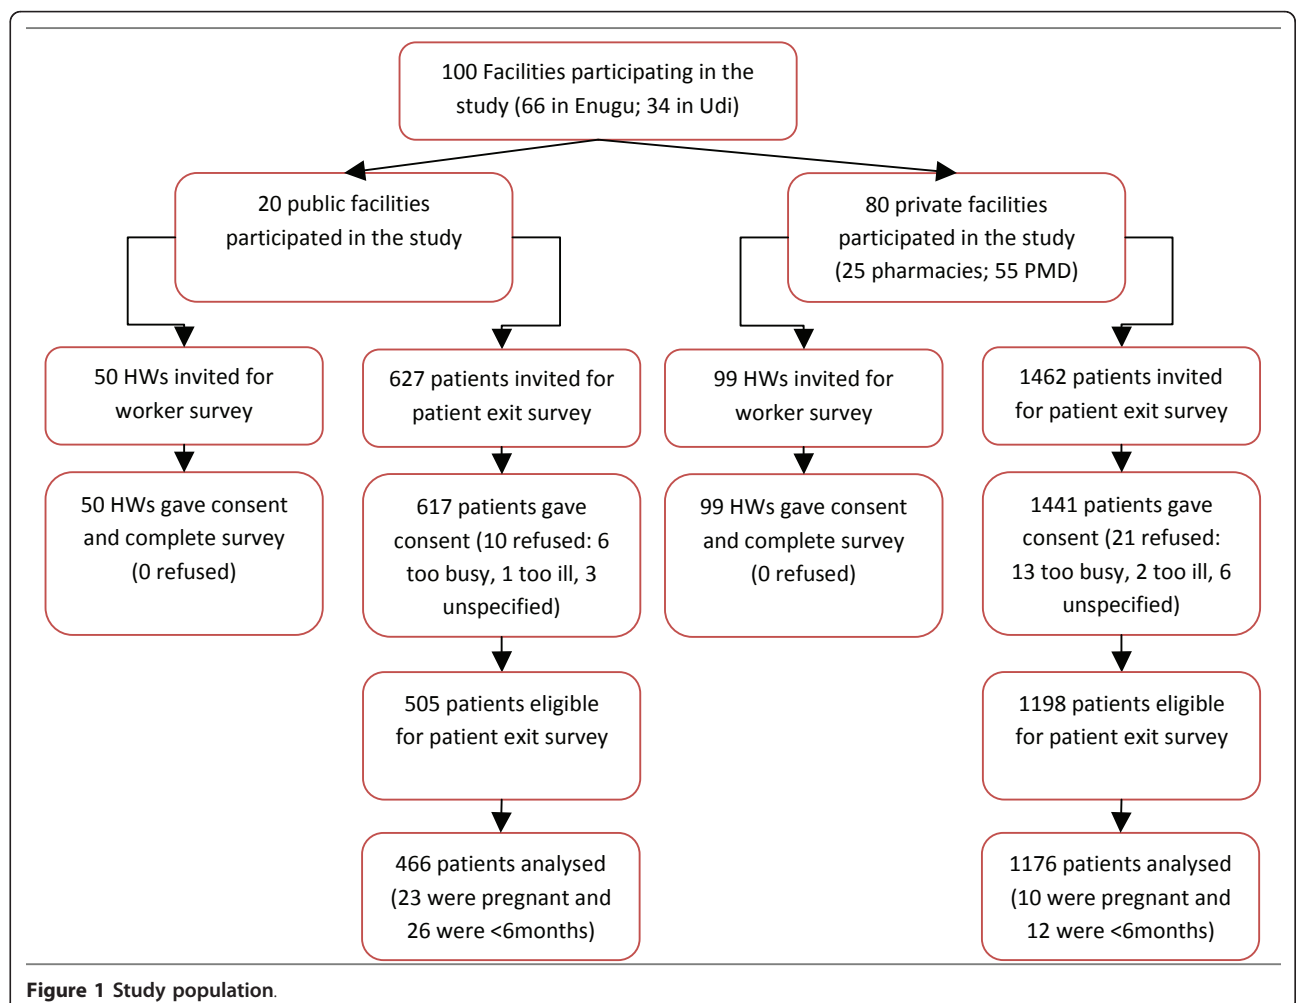 100 Facilities participating in the
study (66 in Enugu; 34 in Udi)
20 public facilities
participated in the study
80 private facilities
participated in the study
(25 pharmacies; 55 PMD)
50 HWs invited for
worker survey
627 patients invited for
patient exit survey
99 HWs invited for
worker survey
1462 patients invited
for patient exit survey
50 HWs gave consent
and complete survey
(0 refused)
617 patients gave
consent (10 refused: 6
too busy, 1 too ill, 3
unspecified)
99 HWs gave consent
and complete survey
(0 refused)
1441 patients gave
consent (21 refused:
13 too busy, 2 too ill, 6
unspecified)
505 patients eligible
for patient exit survey
1198 patients eligible
for patient exit survey
466 patients analysed
(23 were pregnant and
26 were <6months)
1176 patients analysed
(10 were pregnant and
12 were <6months)
Figure 1 Study population.